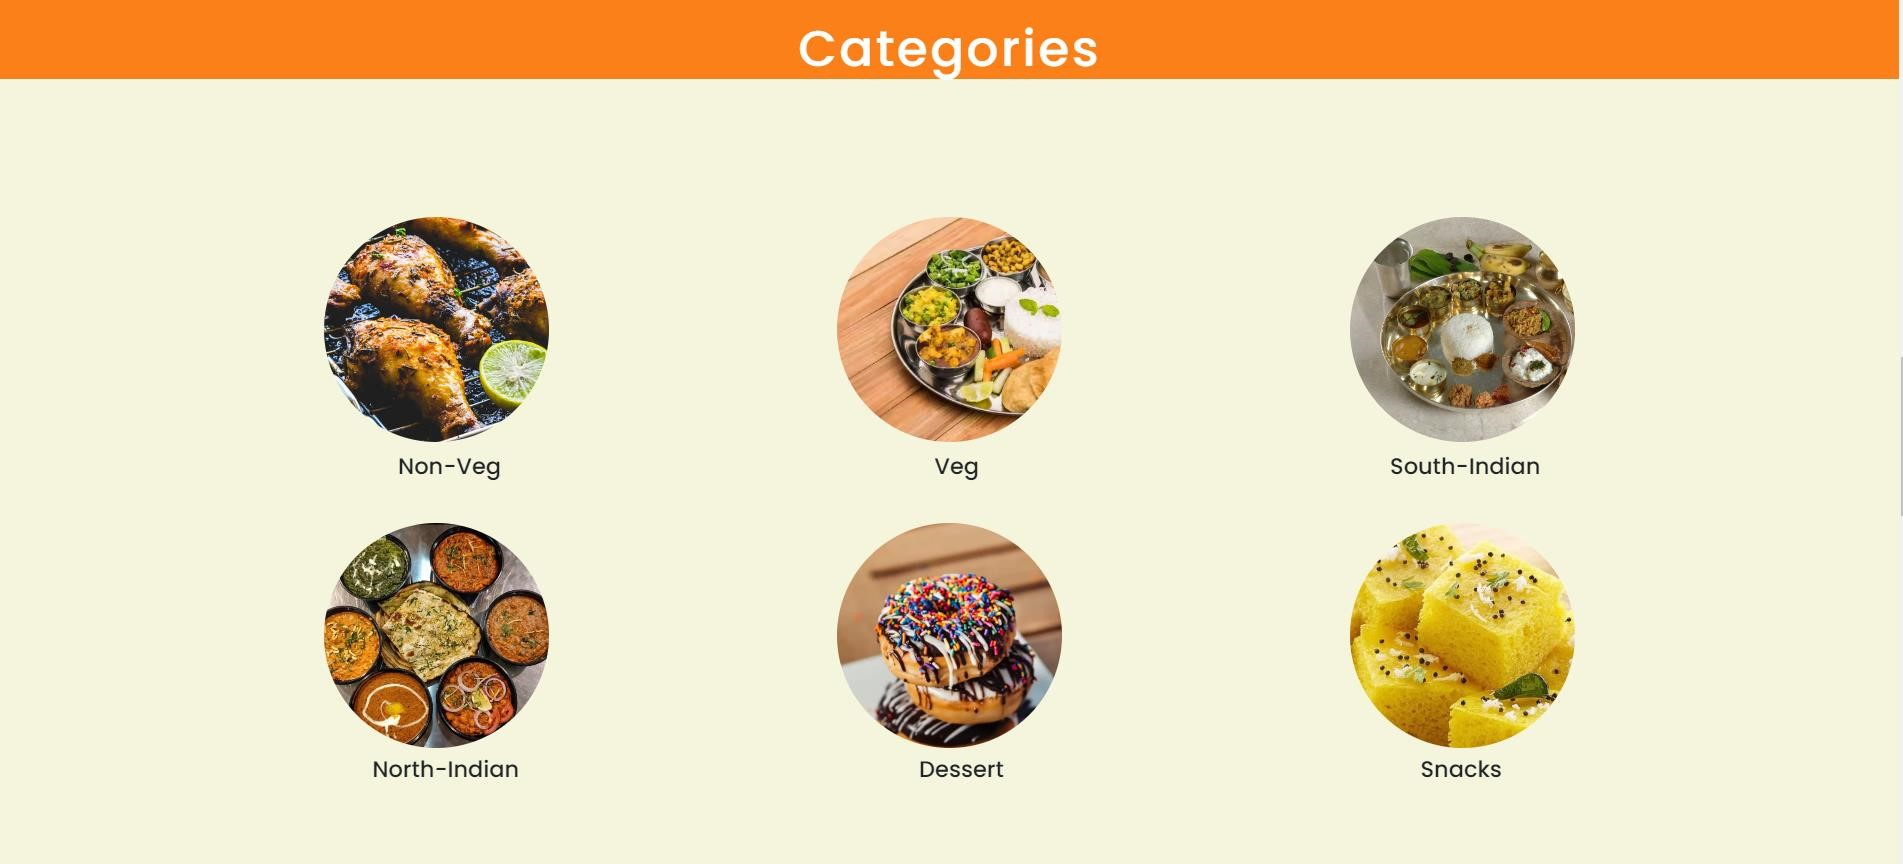 Categories
Non-Veg
Veg
South-Indian
North-Indian
Dessert
Snacks